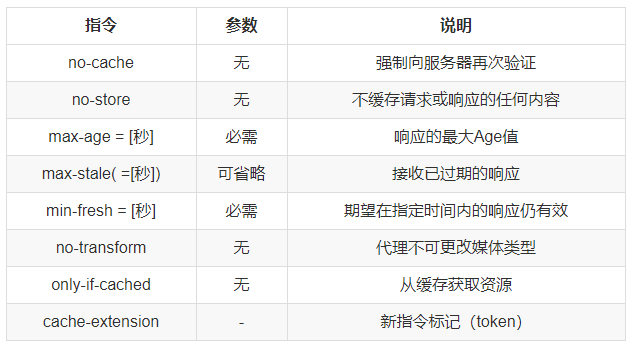 指令 参数 说明
no-cache 无 强制向服务器再次验证
no-store 无 不缓存请求或响应的任何内容
max-age = [秒] 必需 响应的最大Age值
max-stale( =[秒]) 可省略 接收已过期的响应
min-fresh = [秒] 必需 期望在指定时间内的响应仍有效
no-transform 无 代理不可更改媒体类型
only-if-cached 无 从缓存获取资源
cache-extension - 新指令标记（token）